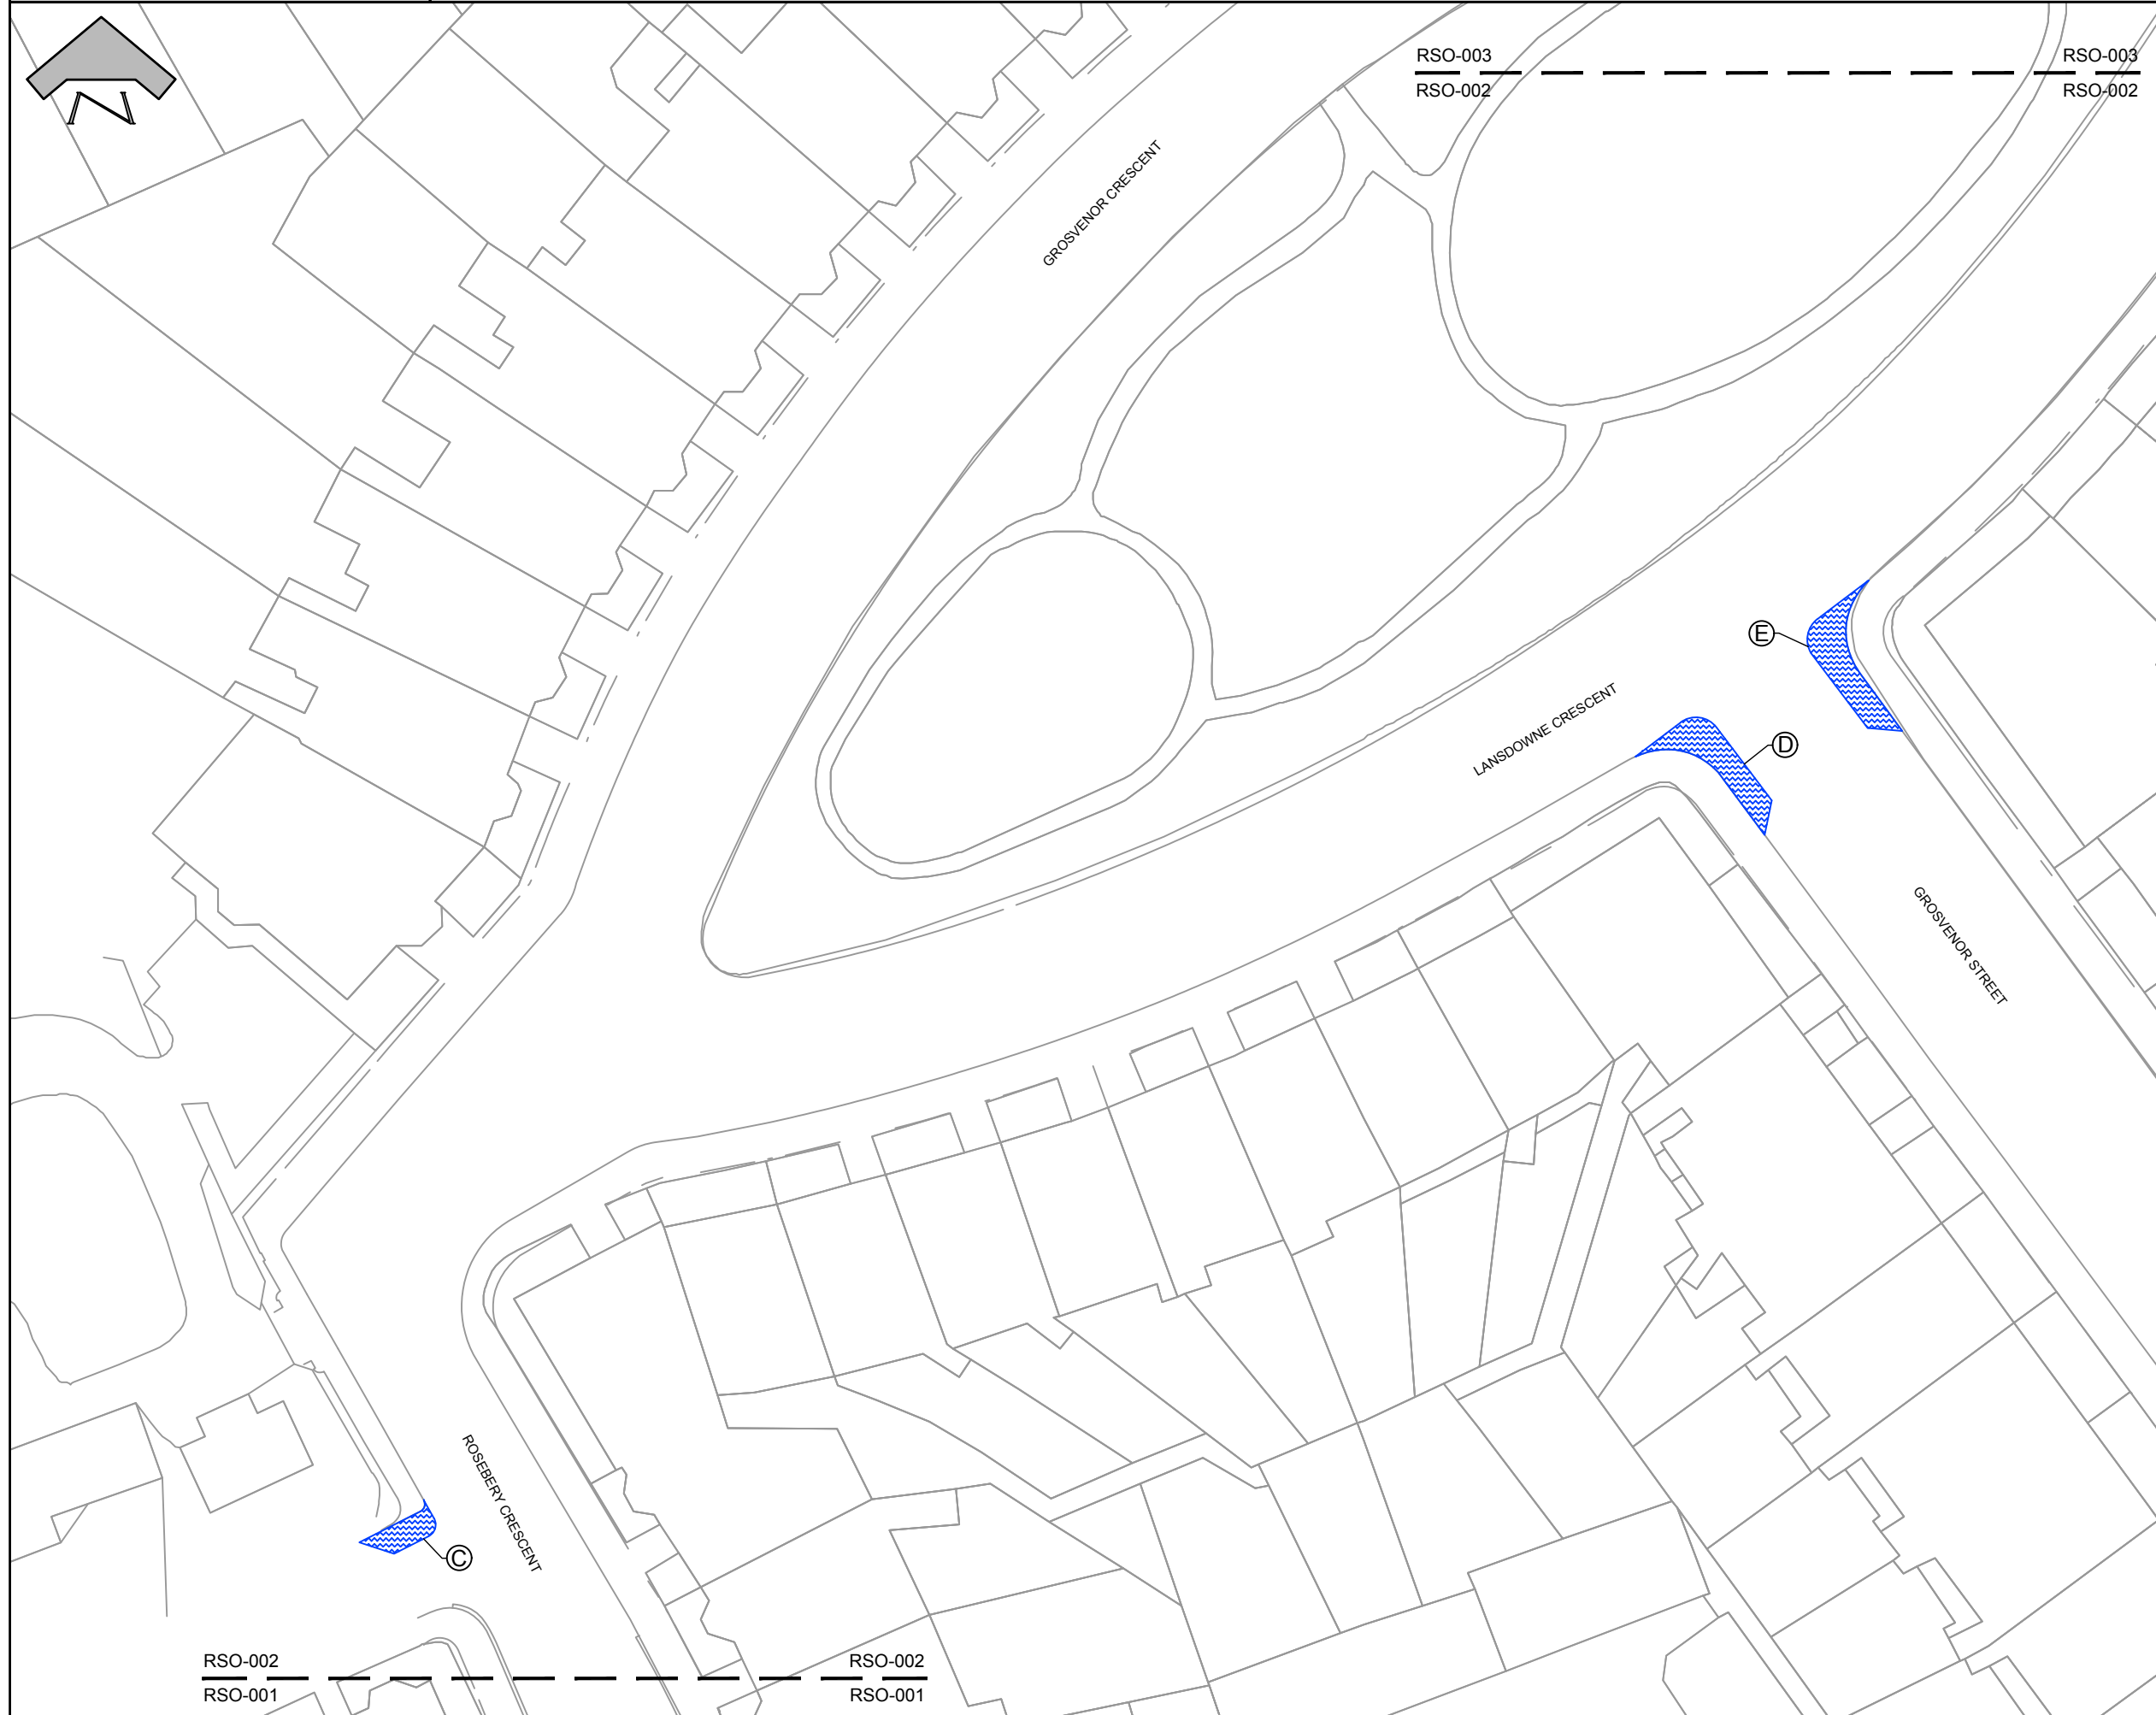 RSO-003 RSO-003
RSO-002 RSO-002
N
GROSVENOR CRESCENT
E
LANSDOWNE CRESCENT
D
GROSVENOR STREET
ROSEBERY CRESCENT
C
RSO-002 RSO-002
RSO-001 RSO-001